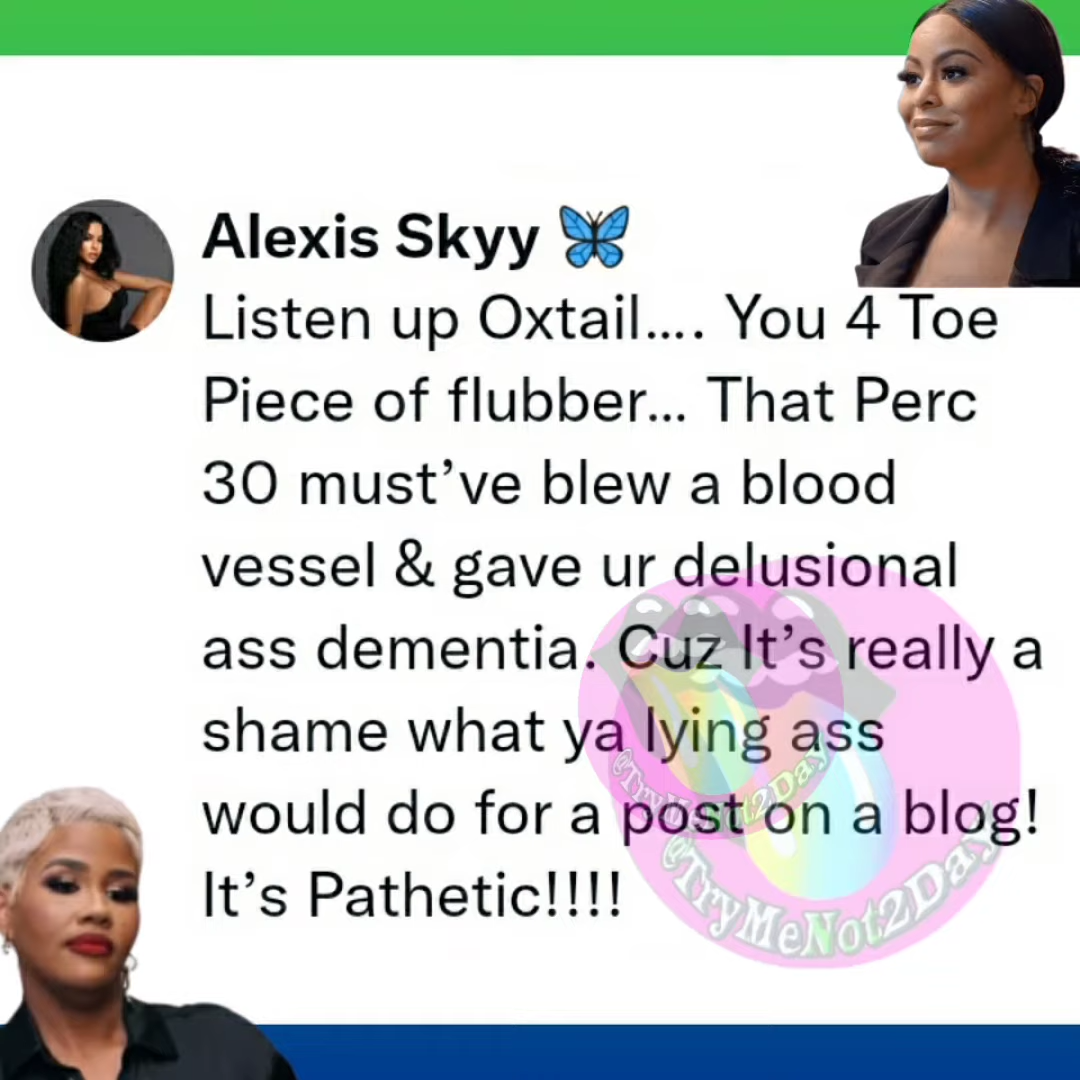 Alexis Skyy 🦋
Listen up Oxtail.... You 4 Toe
Piece of flubber... That Perc
30 must’ve blew a blood
vessel & gave ur delusional
ass dementia. Cuz It’s really a
shame what ya lying ass
would do for a post on a blog!
It’s Pathetic!!!!
@TryMeNot2Day
@TryMeNot2Day